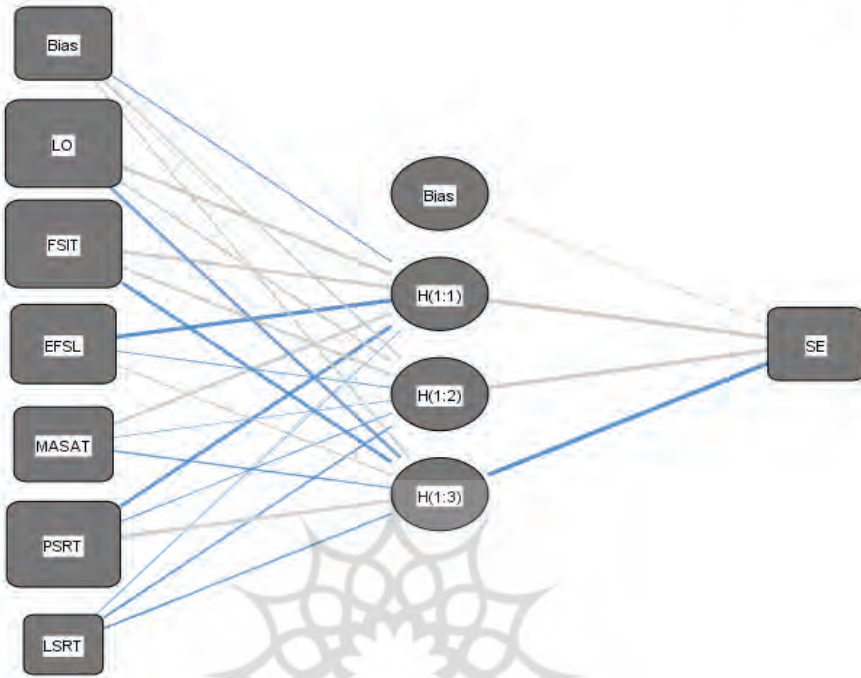 Bias
LO
FSIT
EFSL
MASAT
PSRT
LSRT
Bias
H(1:1)
H(1:2)
H(1:3)
SE